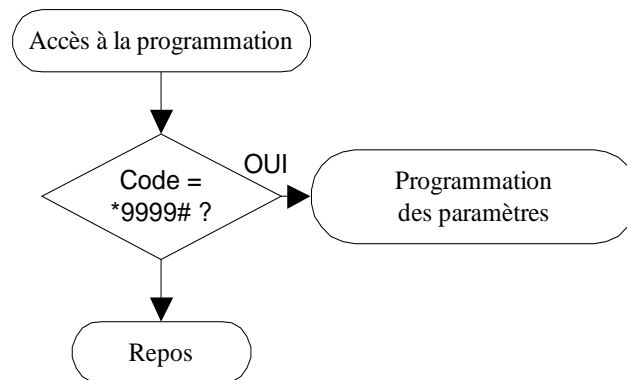 Accès à la programmation
OUI
Code =
*9999# ?
Programmation
des paramètres
Repos